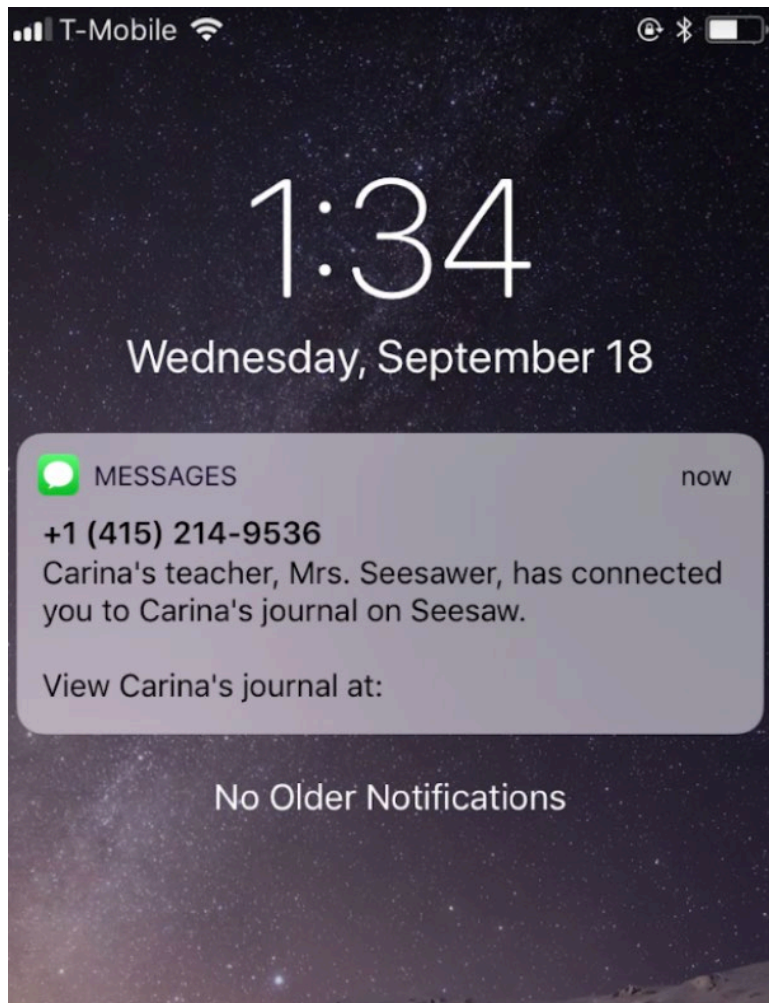 T-Mobile
1:34
Wednesday, September 18
MESSAGES now
+1 (415) 214-9536
Carina's teacher, Mrs. Seesawer, has connected
you to Carina's journal on Seesaw.
View Carina's journal at:
No Older Notifications